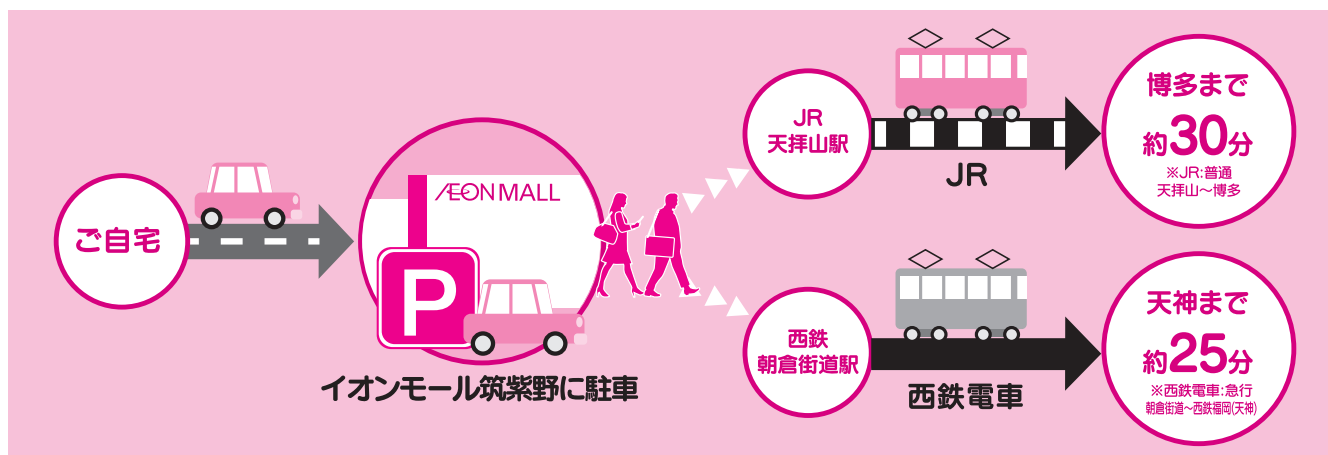 ご自宅
ÆON MALL
P
イオンモール筑紫野に駐車
JR
天拝山駅
JR
博多まで
約30分
※JR:普通
天拝山〜博多
西鉄
朝倉街道駅
西鉄電車
天神まで
約25分
※西鉄電車:急行
朝倉街道〜西鉄福岡(天神)